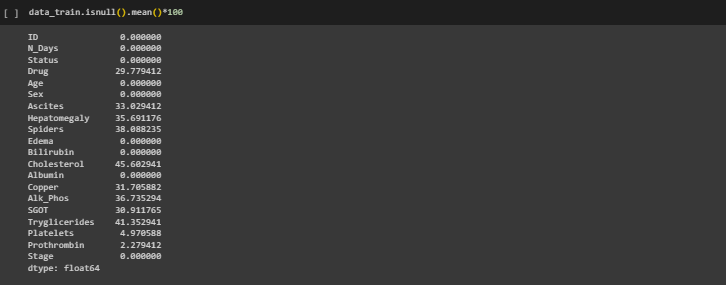 [ ] data_train.isnull().mean()*100
ID 0.000000
N_Days 0.000000
Status 0.000000
Drug 29.779412
Age 0.000000
Sex 0.000000
Ascites 33.029412
Hepatomegaly 35.691176
Spiders 38.088235
Edema 0.000000
Bilirubin 0.000000
Cholesterol 45.602941
Albumin 0.000000
Copper 31.705882
Alk_Phos 36.735294
SGOT 30.911765
Tryglicerides 41.352941
Platelets 4.970588
Prothrombin 2.279412
Stage 0.000000
dtype: float64